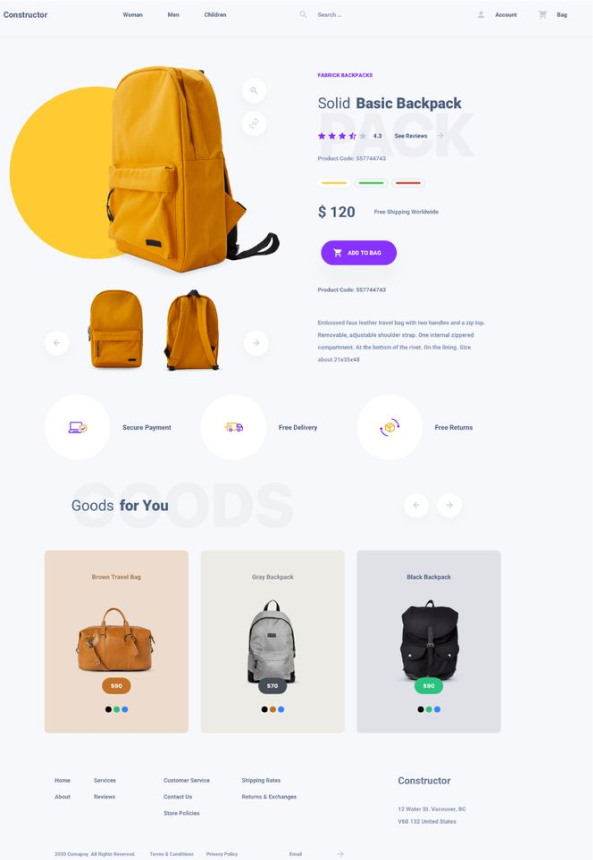 Constructor
Woman Men Children
Search ...
Account Bag
FABRICK BACKPACKS
Solid Basic Backpack
PACK
4.3 See Reviews
Product Code: 557744743
$ 120 Free Shipping Worldwide
ADD TO BAG
Product Code: 557744743
Embossed faux leather travel bag with two handles and a zip top.
Removable, adjustable shoulder strap. One internal zippered
compartment. At the bottom of the rivet. On the lining. Size
about 21x35x48
Secure Payment Free Delivery Free Returns
GOODS
Goods for You
Brown Travel Bag
$90
Gray Backpack
$70
Black Backpack
$90
Home Services Customer Service Shipping Rates
About Reviews Contact Us Returns & Exchanges
Store Policies
Constructor
12 Water St. Vancover, BC
V6B 132 United States
2020 Comapny All Rights Reserved. Terms & Conditions Privacy Policy
Email